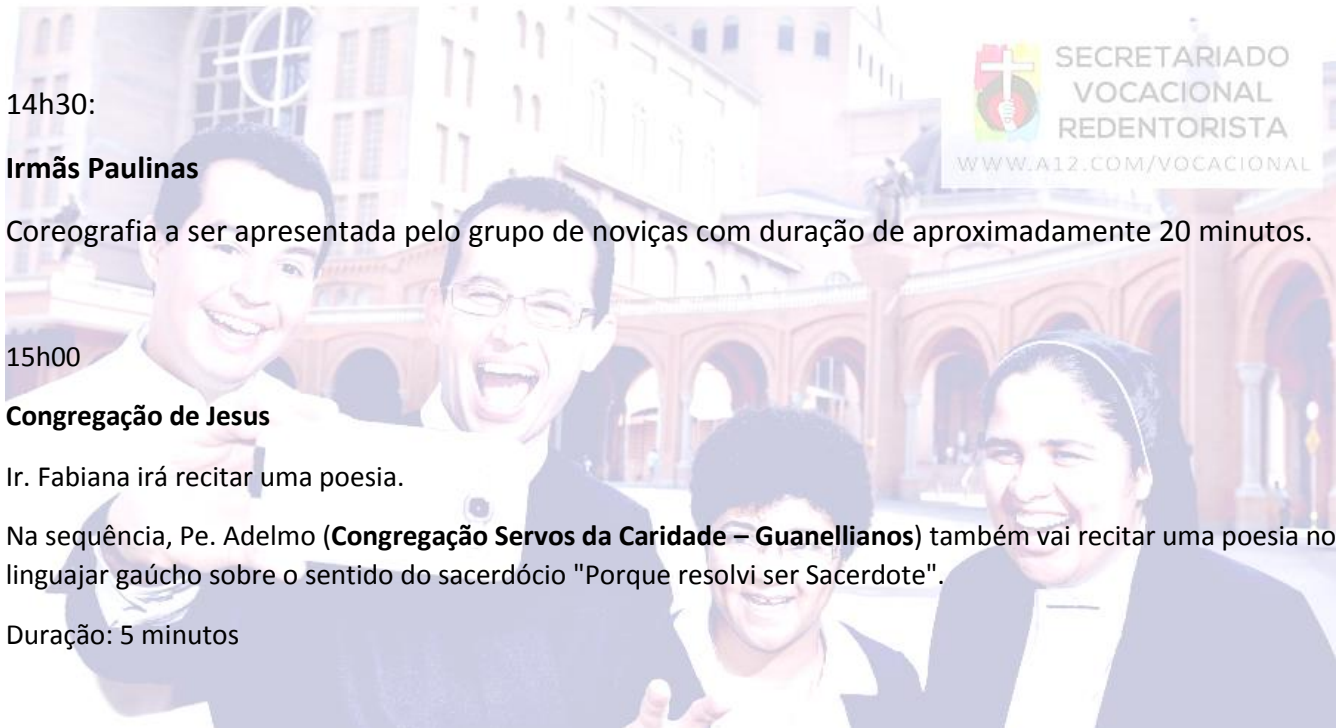 SECRETARIADO
VOCACIONAL
REDENTORISTA
WWW.A12.COM/VOCACIONAL
14h30:
Irmãs Paulinas
Coreografia a ser apresentada pelo grupo de noviças com duração de aproximadamente 20 minutos.
15h00
Congregação de Jesus
Ir. Fabiana irá recitar uma poesia.
Na sequência, Pe. Adelmo (Congregação Servos da Caridade – Guanellianos) também vai recitar uma poesia no
linguajar gaúcho sobre o sentido do sacerdócio "Porque resolvi ser Sacerdote".
Duração: 5 minutos